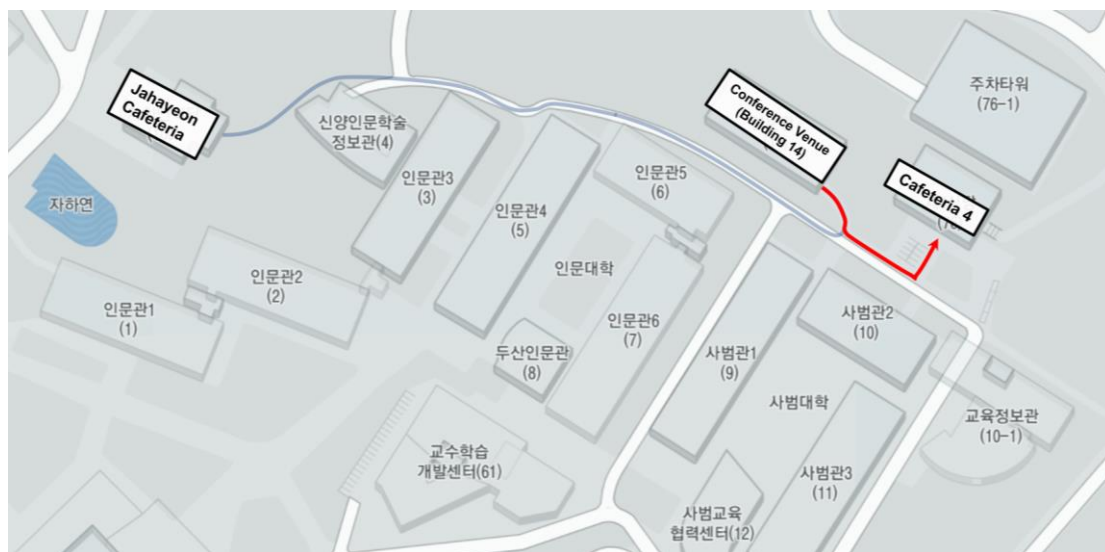 Jahayeon
Cafeteria
신양인문학술
정보관(4)
인문관3
(3)
인문관4
(5)
인문관5
(6)
Conference Venue
(Building 14)
주차타워
(76-1)
Cafeteria 4
자하연
인문관1
(1)
인문관2
(2)
인문대학
두산인문관
(8)
인문관6
(7)
사범관1
(9)
사범관2
(10)
사범대학
교육정보관
(10-1)
교수학습
개발센터(61)
사범관3
(11)
사범교육
협력센터(12)